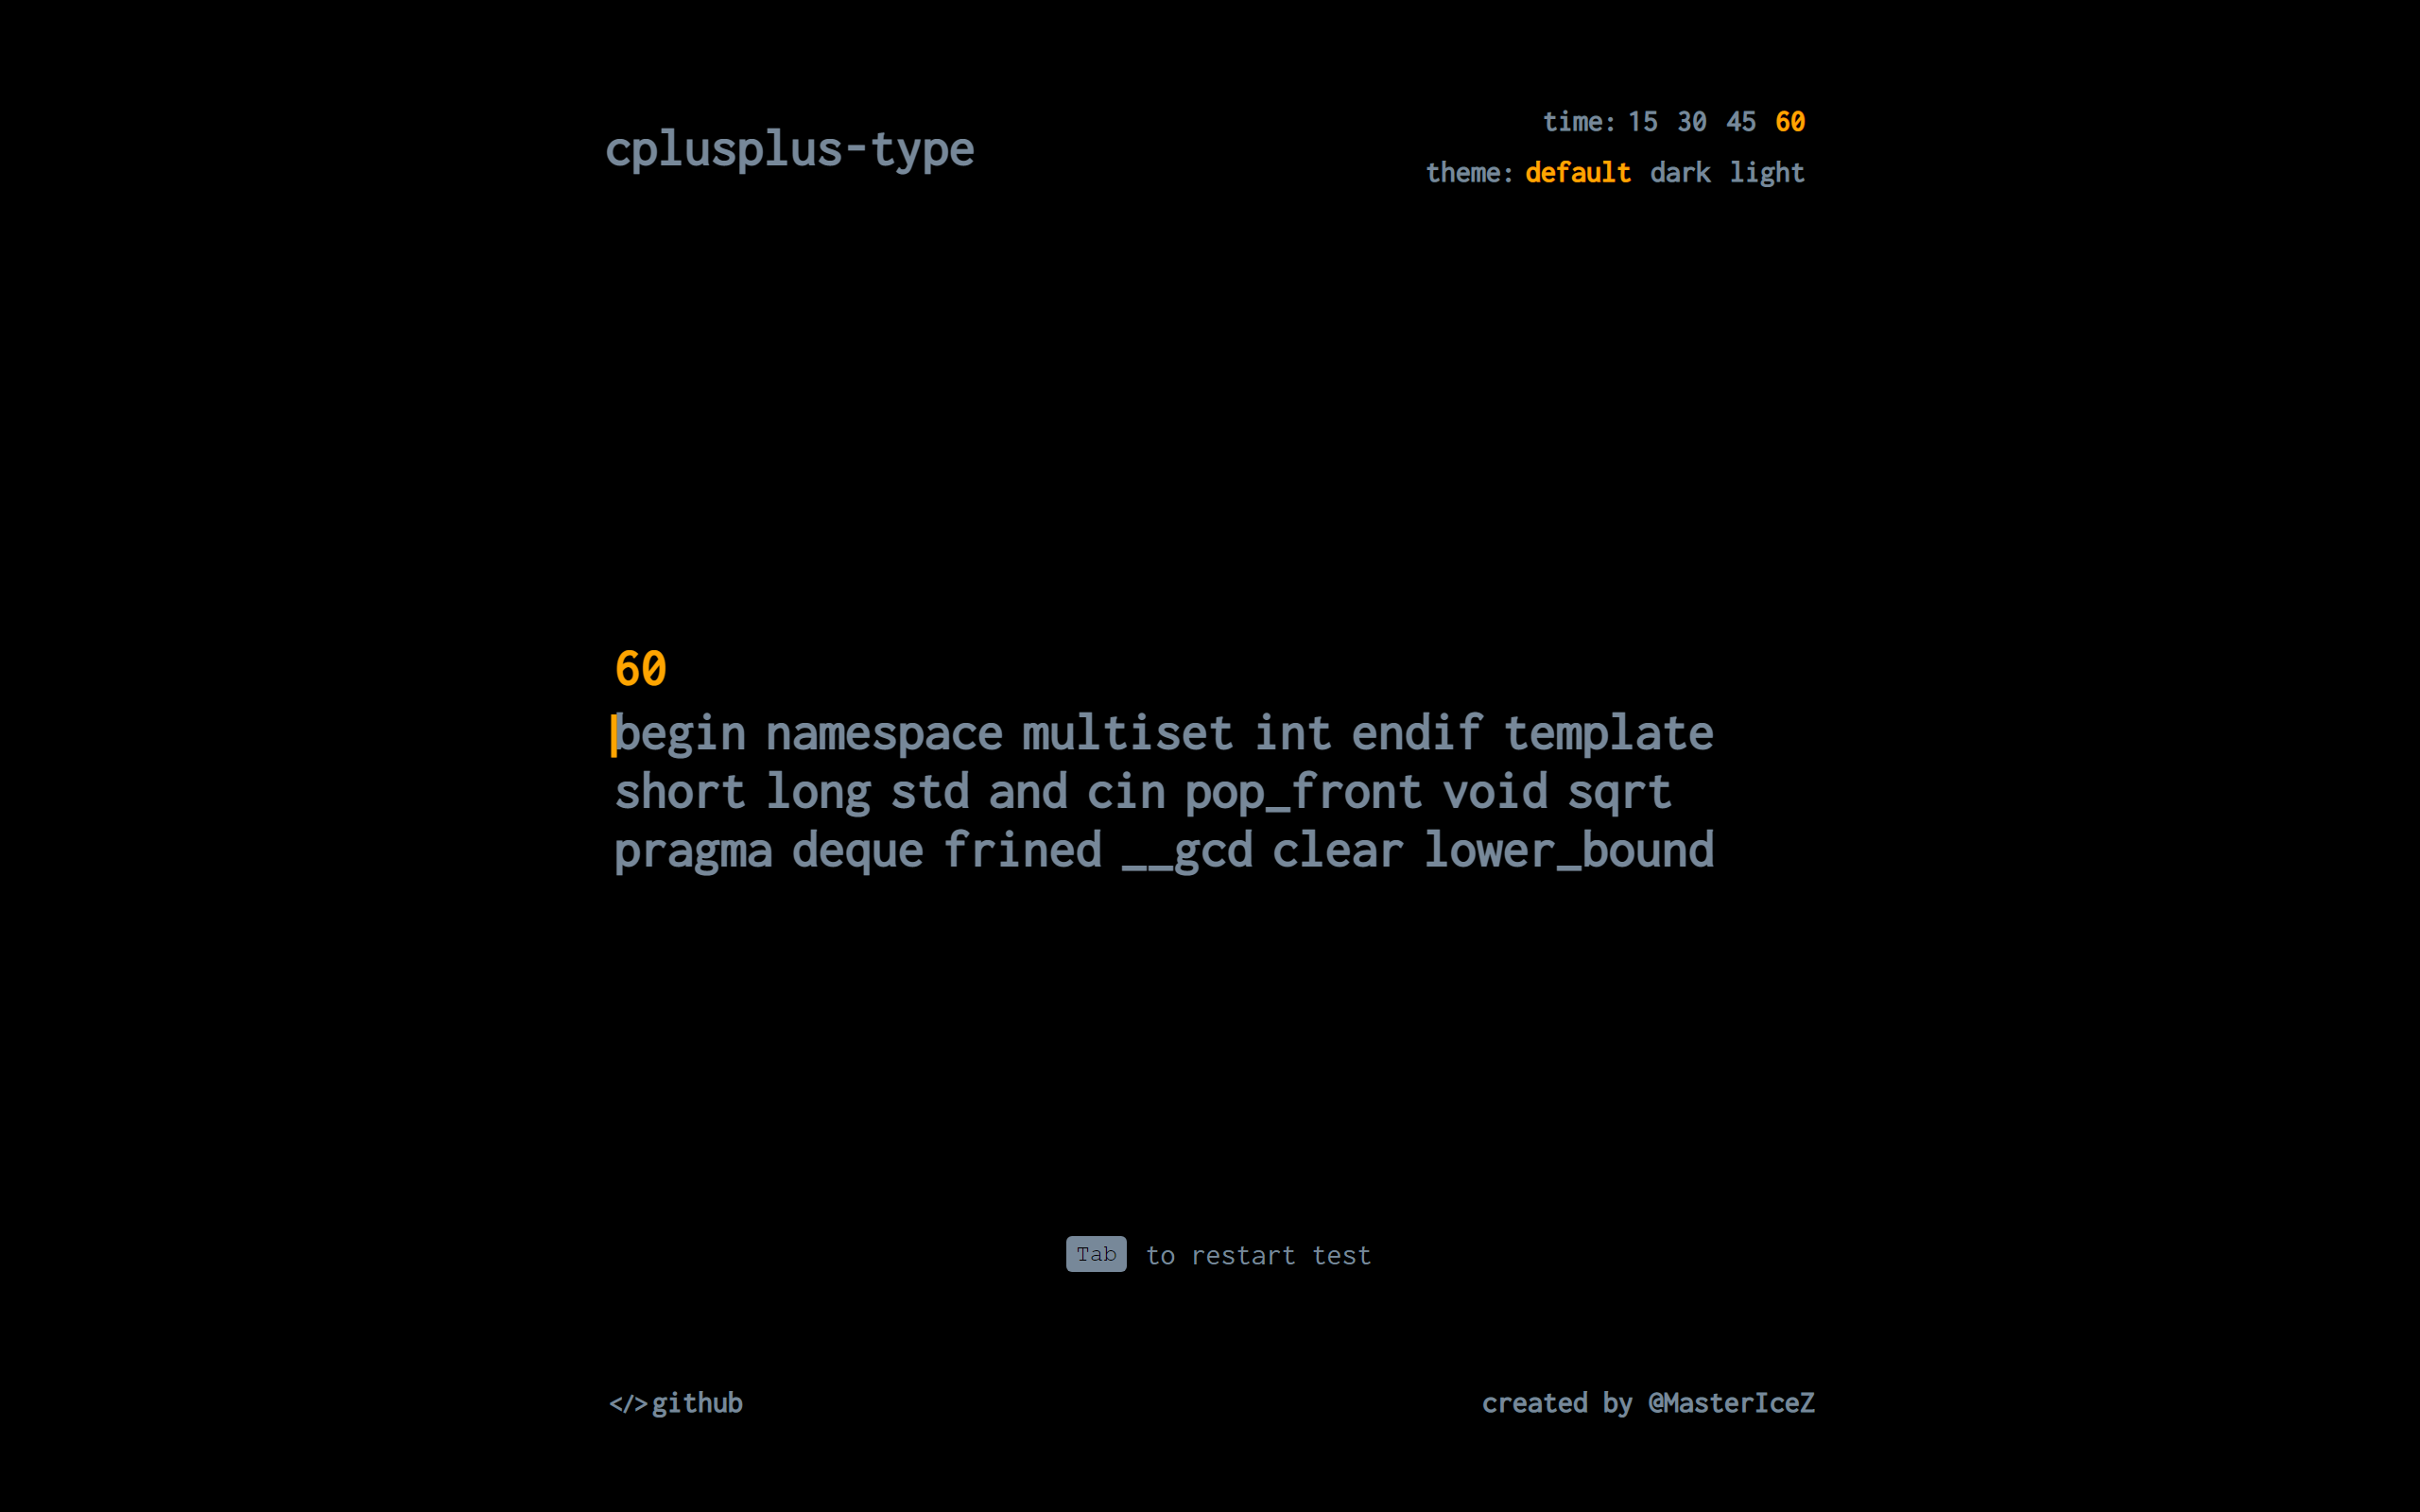 cplusplus-type
time: 15 30 45 60
theme: default dark light
60
begin namespace multiset int endif template
short long std and cin pop_front void sqrt
pragma deque frined __gcd clear lower_bound
Tab to restart test
</>github
created by @MasterIceZ